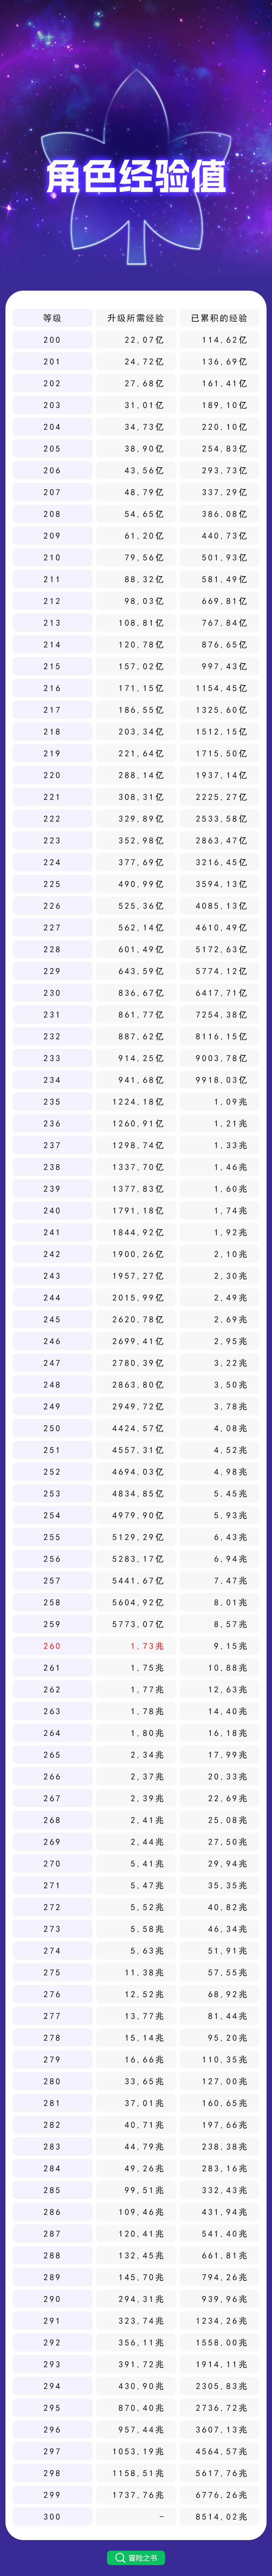 角色经验值
等级 升级所需经验 已累积的经验
200 22,07亿 114,62亿
201 24,72亿 136,69亿
202 27,68亿 161,41亿
203 31,01亿 189,10亿
204 34,73亿 220,10亿
205 38,90亿 254,83亿
206 43,56亿 293,73亿
207 48,79亿 337,29亿
208 54,65亿 386,08亿
209 61,20亿 440,73亿
210 79,56亿 501,93亿
211 88,32亿 581,49亿
212 98,03亿 669,81亿
213 108,81亿 767,84亿
214 120,78亿 876,65亿
215 157,02亿 997,43亿
216 171,15亿 1154,45亿
217 186,55亿 1325,60亿
218 203,34亿 1512,15亿
219 221,64亿 1715,50亿
220 288,14亿 1937,14亿
221 308,31亿 2225,27亿
222 329,89亿 2533,58亿
223 352,98亿 2863,47亿
224 377,69亿 3216,45亿
225 490,99亿 3594,13亿
226 525,36亿 4085,13亿
227 562,14亿 4610,49亿
228 601,49亿 5172,63亿
229 643,59亿 5774,12亿
230 836,67亿 6417,71亿
231 861,77亿 7254,38亿
232 887,62亿 8116,15亿
233 914,25亿 9003,78亿
234 941,68亿 9918,03亿
235 1224,18亿 1,09兆
236 1260,91亿 1,21兆
237 1298,74亿 1,33兆
238 1337,70亿 1,46兆
239 1377,83亿 1,60兆
240 1791,18亿 1,74兆
241 1844,92亿 1,92兆
242 1900,26亿 2,10兆
243 1957,27亿 2,30兆
244 2015,99亿 2,49兆
245 2620,78亿 2,69兆
246 2699,41亿 2,95兆
247 2780,39亿 3,22兆
248 2863,80亿 3,50兆
249 2949,72亿 3,78兆
250 4424,57亿 4,08兆
251 4557,31亿 4,52兆
252 4694,03亿 4,98兆
253 4834,85亿 5,45兆
254 4979,90亿 5,93兆
255 5129,29亿 6,43兆
256 5283,17亿 6,94兆
257 5441,67亿 7,47兆
258 5604,92亿 8,01兆
259 5773,07亿 8,57兆
260 1,73兆 9,15兆
261 1,75兆 10,88兆
262 1,77兆 12,63兆
263 1,78兆 14,40兆
264 1,80兆 16,18兆
265 2,34兆 17,99兆
266 2,37兆 20,33兆
267 2,39兆 22,69兆
268 2,41兆 25,08兆
269 2,44兆 27,50兆
270 5,41兆 29,94兆
271 5,47兆 35,35兆
272 5,52兆 40,82兆
273 5,58兆 46,34兆
274 5,63兆 51,91兆
275 11,38兆 57,55兆
276 12,52兆 68,92兆
277 13,77兆 81,44兆
278 15,14兆 95,20兆
279 16,66兆 110,35兆
280 33,65兆 127,00兆
281 37,01兆 160,65兆
282 40,71兆 197,66兆
283 44,79兆 238,38兆
284 49,26兆 283,16兆
285 99,51兆 332,43兆
286 109,46兆 431,94兆
287 120,41兆 541,40兆
288 132,45兆 661,81兆
289 145,70兆 794,26兆
290 294,31兆 939,96兆
291 323,74兆 1234,26兆
292 356,11兆 1558,00兆
293 391,72兆 1914,11兆
294 430,90兆 2305,83兆
295 870,40兆 2736,72兆
296 957,44兆 3607,13兆
297 1053,19兆 4564,57兆
298 1158,51兆 5617,76兆
299 1737,76兆 6776,26兆
300 – 8514,02兆
冒险之书